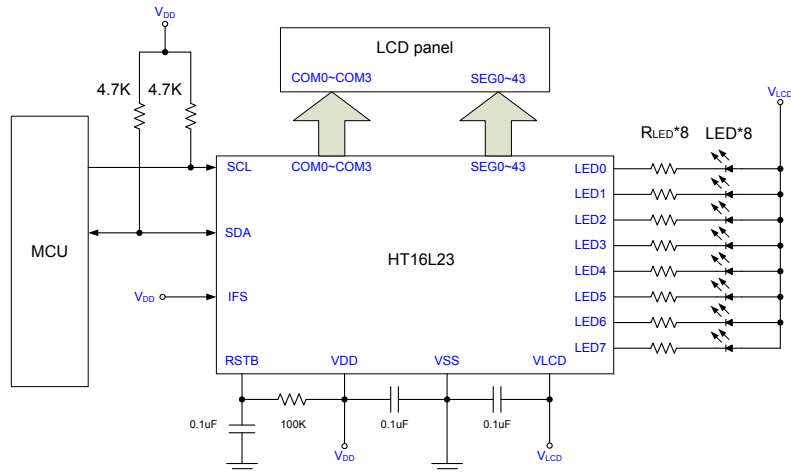 VDD
LCD panel
COM0~COM3 SEG0~43
4.7K 4.7K
VLCD
RLED*8 LED*8
MCU
SCL
COM0~COM3 SEG0~43
LED0
LED1
SDA
LED2
HT16L23
LED3
LED4
VDD
IFS
LED5
LED6
LED7
RSTB VDD VSS VLCD
0.1uF 100K 0.1uF 0.1uF
VDD VLCD